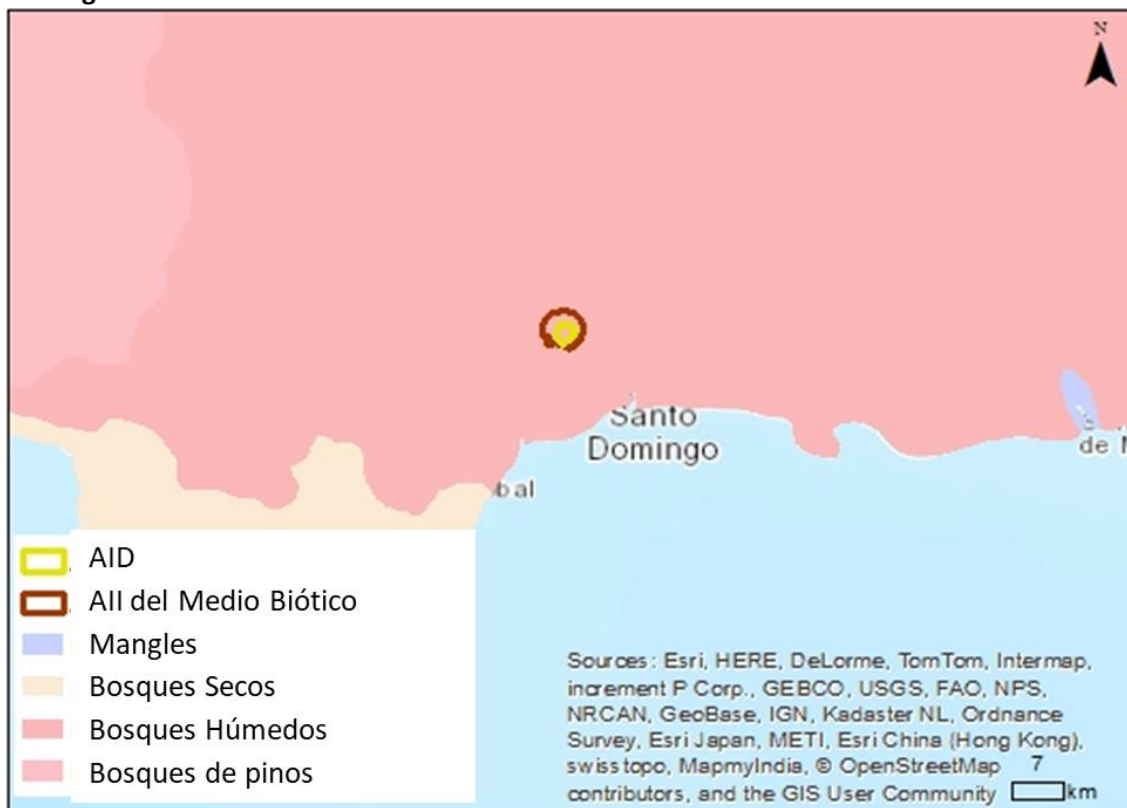 N
Santo
Domingo
bal
de M
AID
AII del Medio Biótico
Mangles
Bosques Secos
Bosques Húmedos
Bosques de pinos
Sources: Esri, HERE, DeLorme, TomTom, Intermap,
increment P Corp., GEBCO, USGS, FAO, NPS,
NRCAN, GeoBase, IGN, Kadaster NL, Ordnance
Survey, Esri Japan, METI, Esri China (Hong Kong),
swisstopo, MapmyIndia, © OpenStreetMap
contributors, and the GIS User Community
7
km